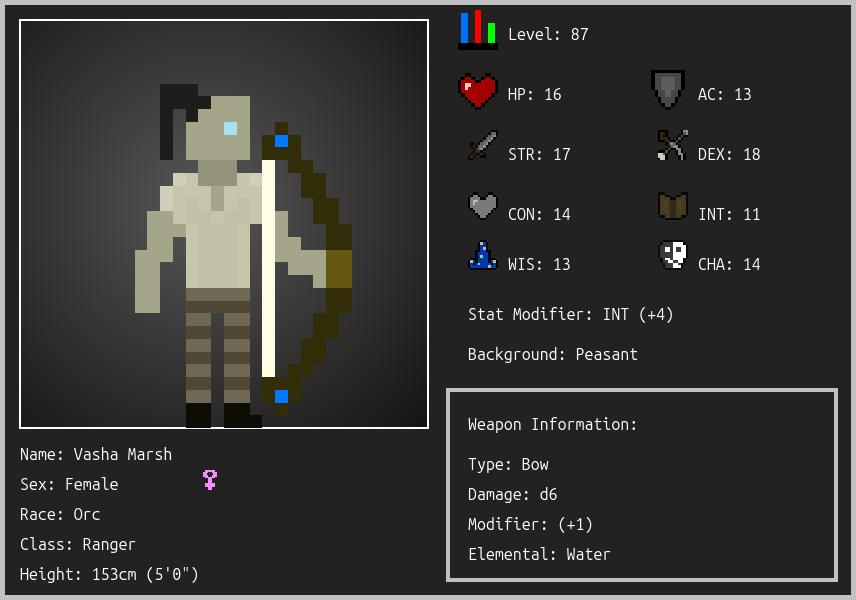 Level: 87
HP: 16
AC: 13
STR: 17
DEX: 18
CON: 14
INT: 11
WIS: 13
CHA: 14
Stat Modifier: INT (+4)
Background: Peasant
Weapon Information:
Type: Bow
Damage: d6
Modifier: (+1)
Elemental: Water
Name: Vasha Marsh
Sex: Female
Race: Orc
Class: Ranger
Height: 153cm (5'0")